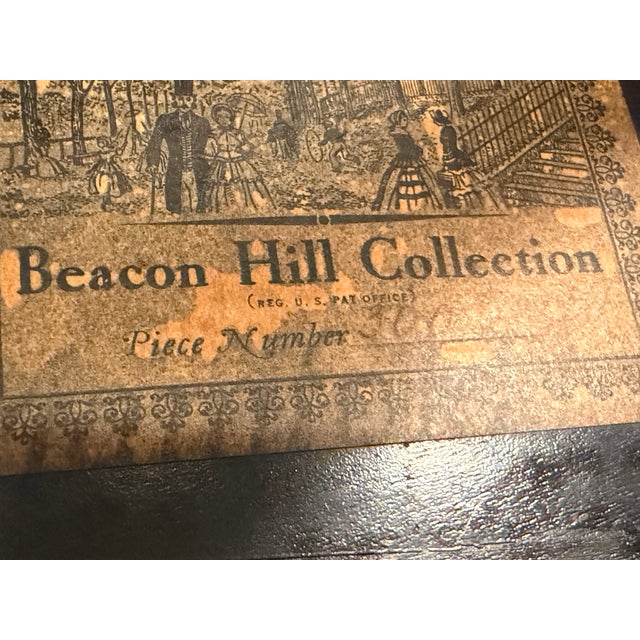 Beacon Hill Collection
(REG. U. S. PAT OFFICE)
Piece Number